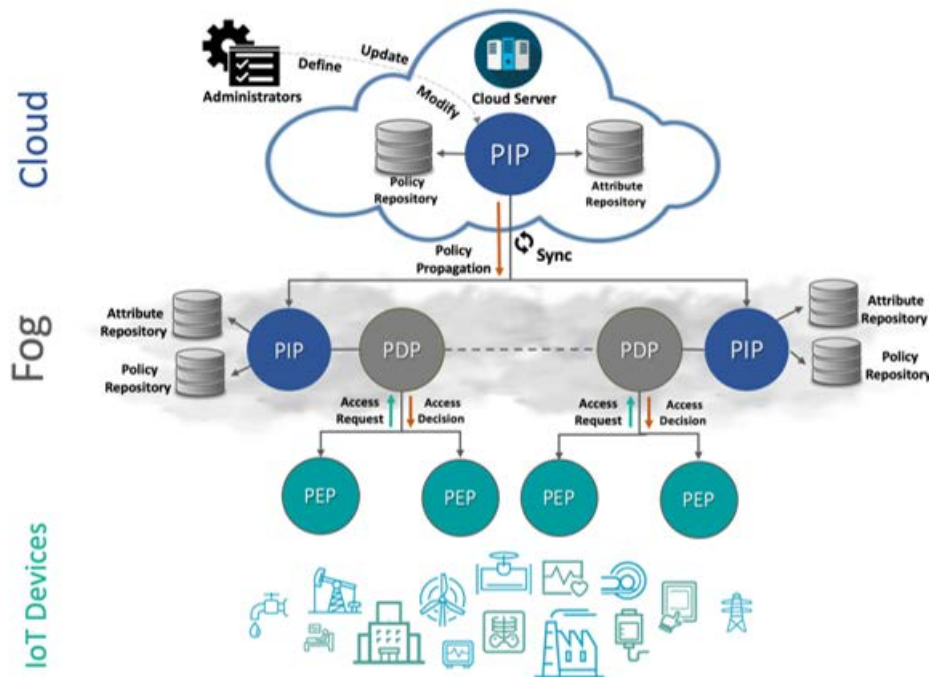 Cloud
Administrators
Define
Update
Modify
Cloud Server
PIP
Policy
Repository
Attribute
Repository
Policy
Propagation
Sync
Fog
Attribute
Repository
Policy
Repository
PIP
PDP
PDP
PIP
Attribute
Repository
Policy
Repository
Access
Request
Access
Decision
Access
Request
Access
Decision
PEP
PEP
PEP
PEP
IoT Devices